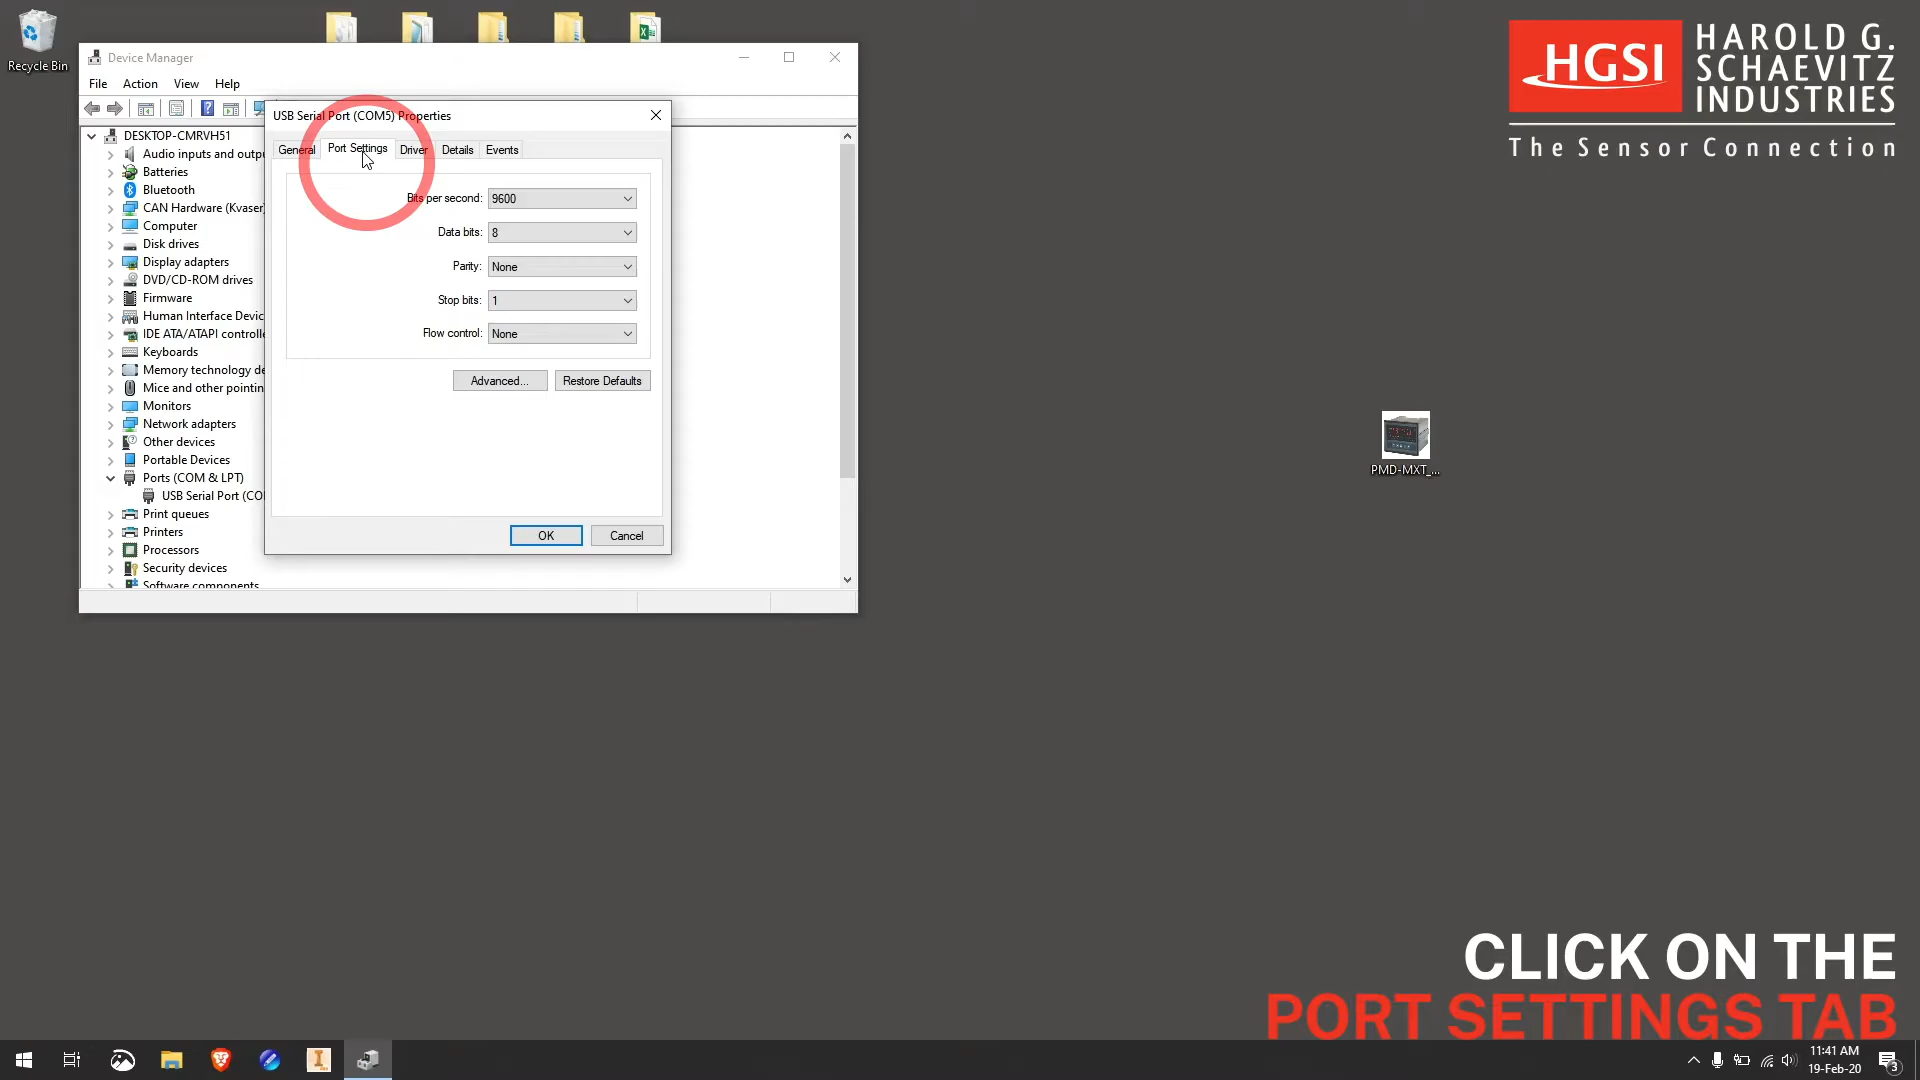 Recycle Bin
Device Manager
File Action View Help
DESKTOP-CMRVH51
Audio inputs and outpu
Batteries
Bluetooth
CAN Hardware (Kvaser)
Computer
Disk drives
Display adapters
DVD/CD-ROM drives
Firmware
Human Interface Devic
IDE ATA/ATAPI controlle
Keyboards
Memory technology de
Mice and other pointin
Monitors
Network adapters
Other devices
Portable Devices
Ports (COM & LPT)
USB Serial Port (CO
Print queues
Printers
Processors
Security devices
Software components
USB Serial Port (COM5) Properties
General Port Settings Driver Details Events
Bits per second: 9600
Data bits: 8
Parity: None
Stop bits: 1
Flow control: None
Advanced... Restore Defaults
OK Cancel
HGSI
HAROLD G.
SCHAEVITZ
INDUSTRIES
The Sensor Connection
PMD-MXT_...
CLICK ON THE
PORT SETTINGS TAB
11:41 AM
19-Feb-20
3